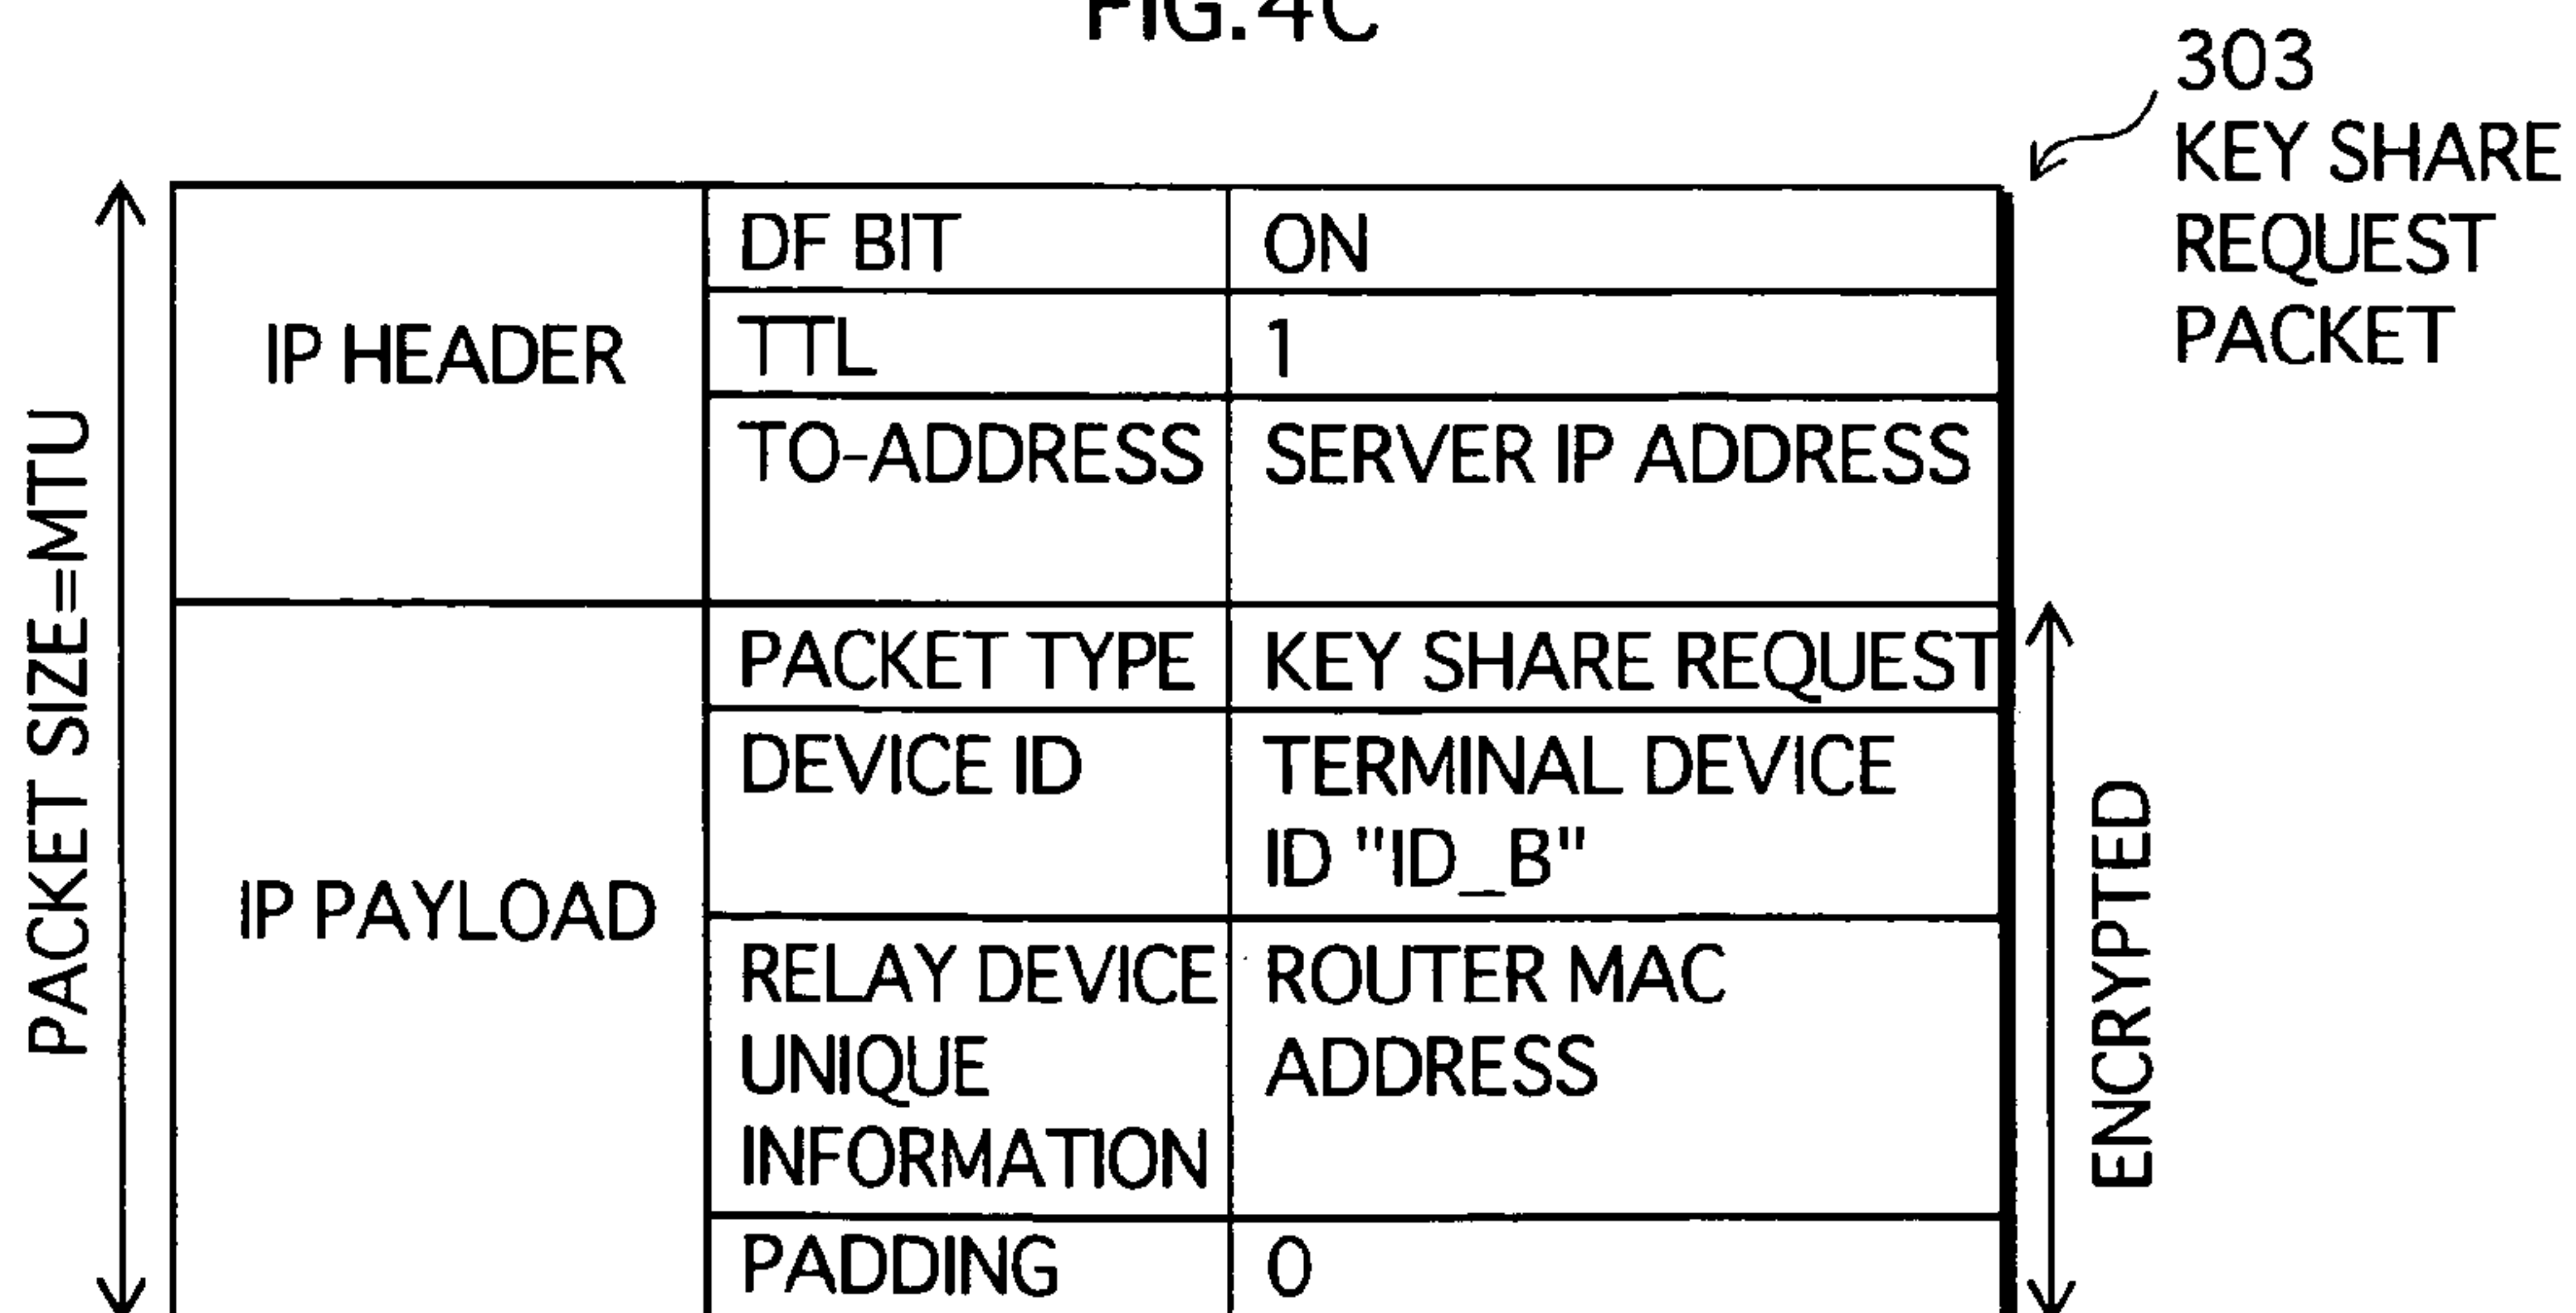 FIG.4C
303
KEY SHARE
REQUEST
PACKET
PACKET SIZE=MTU
IP HEADER
DF BIT
ON
TTL
1
TO-ADDRESS
SERVER IP ADDRESS
IP PAYLOAD
PACKET TYPE
KEY SHARE REQUEST
DEVICE ID
TERMINAL DEVICE
ID "ID_B"
RELAY DEVICE
UNIQUE
INFORMATION
ROUTER MAC
ADDRESS
PADDING
0
ENCRYPTED